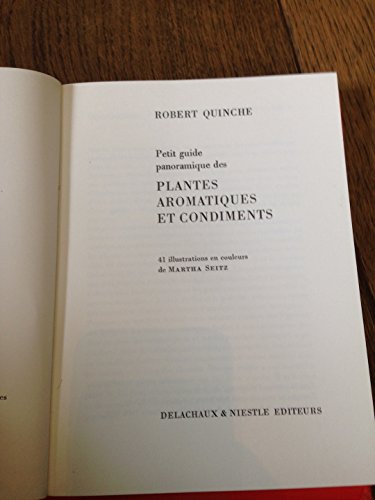 ROBERT QUINCHE
Petit guide
panoramique des
PLANTES
AROMATIQUES
ET CONDIMENTS
41 illustrations en couleurs
de MARTHA SEITZ
DELACHAUX & NIESTLE EDITEURS